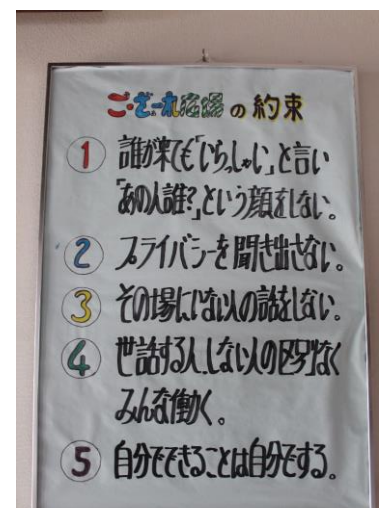 ご・ぞ・れ市場の約束
① 誰が来ても「いらっしゃい」と言い
「あの人誰?」という顔をしない。
② プライバシーを聞き出さない。
③ その場にいない人の話をしない。
④ 世話する人、しない人の区別なく
みんな働く。
⑤ 自分でできることは自分でする。